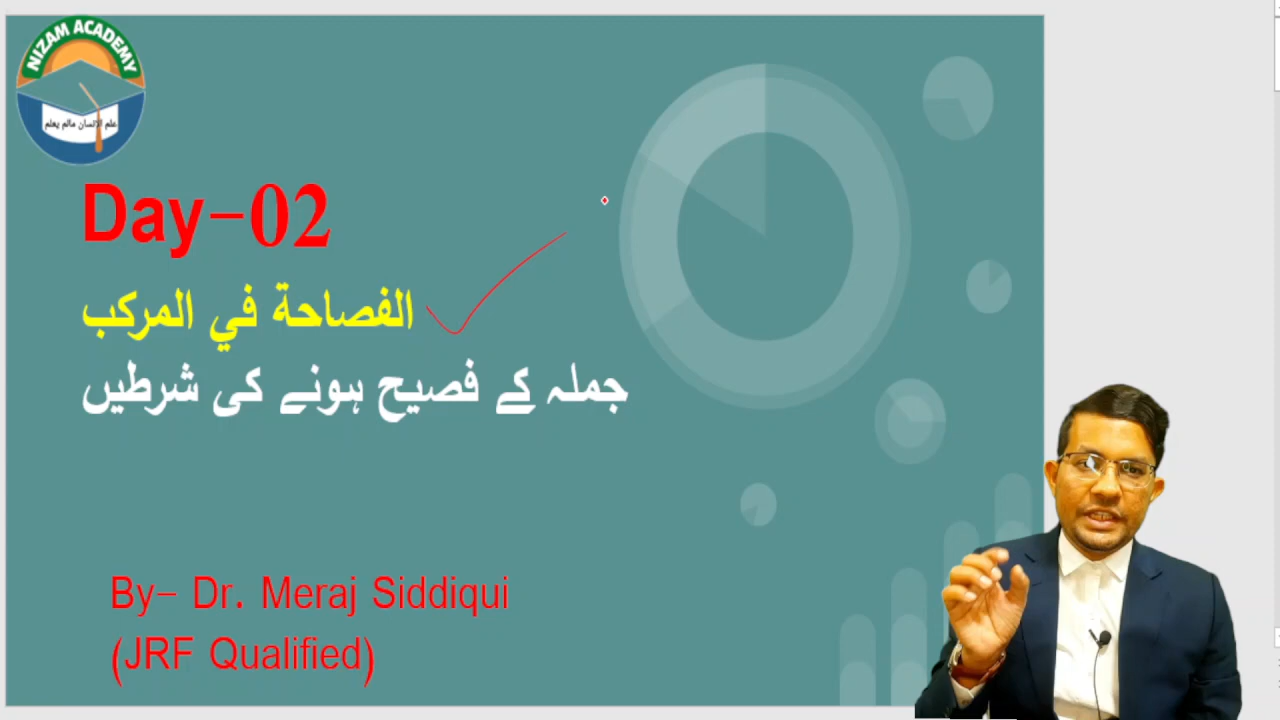 NIZAM ACADEMY
علم الإنسان مالم يعلم
Day-02
الفصاحة في المركب
جملہ کے فصیح ہونے کی شرطیں
By- Dr. Meraj Siddiqui
(JRF Qualified)